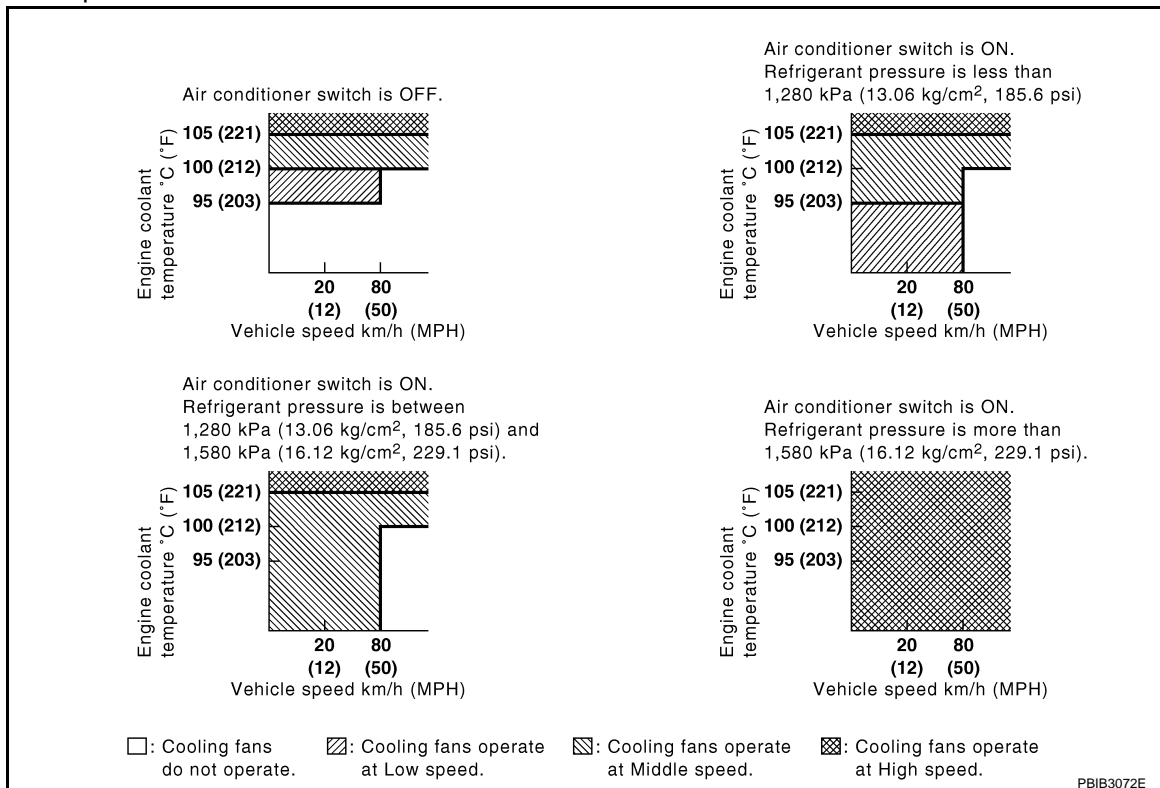 Air conditioner switch is OFF.
Engine coolant
temperature ˚C (˚F)
105 (221)
100 (212)
95 (203)
20
(12)
80
(50)
Vehicle speed km/h (MPH)
Air conditioner switch is ON.
Refrigerant pressure is less than
1,280 kPa (13.06 kg/cm², 185.6 psi)
Engine coolant
temperature ˚C (˚F)
105 (221)
100 (212)
95 (203)
20
(12)
80
(50)
Vehicle speed km/h (MPH)
Air conditioner switch is ON.
Refrigerant pressure is between
1,280 kPa (13.06 kg/cm², 185.6 psi) and
1,580 kPa (16.12 kg/cm², 229.1 psi).
Engine coolant
temperature ˚C (˚F)
105 (221)
100 (212)
95 (203)
20
(12)
80
(50)
Vehicle speed km/h (MPH)
Air conditioner switch is ON.
Refrigerant pressure is more than
1,580 kPa (16.12 kg/cm², 229.1 psi).
Engine coolant
temperature ˚C (˚F)
105 (221)
100 (212)
95 (203)
20
(12)
80
(50)
Vehicle speed km/h (MPH)
: Cooling fans
do not operate.
: Cooling fans operate
at Low speed.
: Cooling fans operate
at Middle speed.
: Cooling fans operate
at High speed.
PBIB3072E